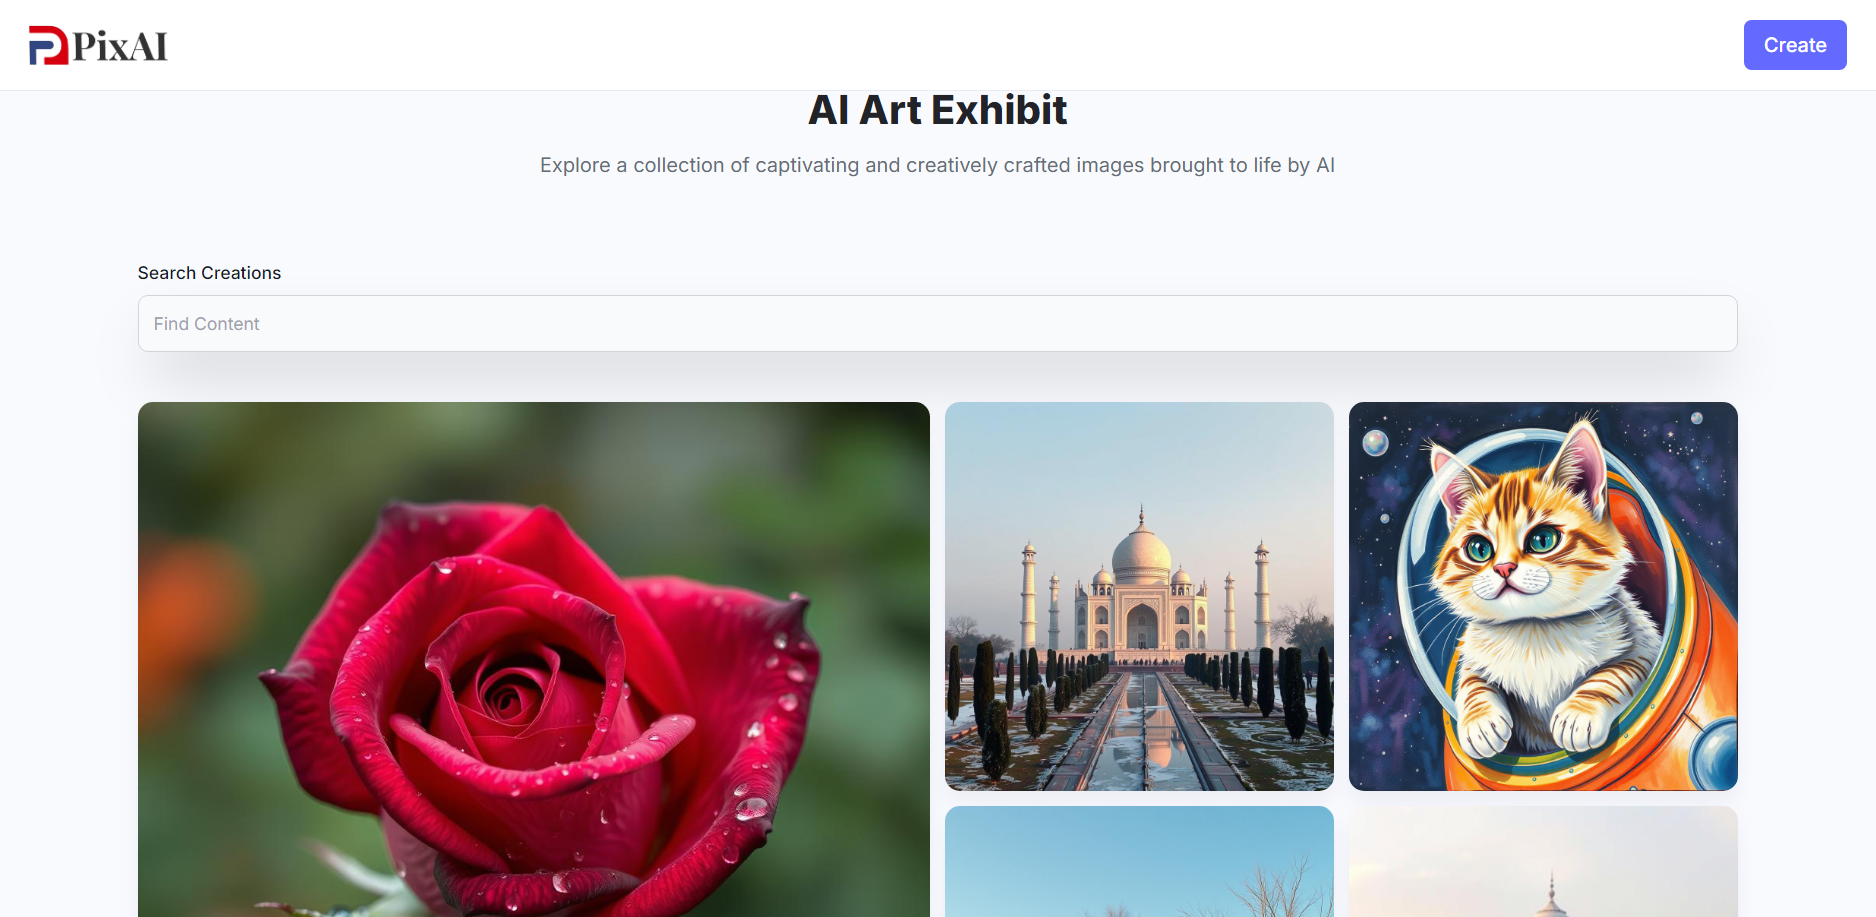 PixAI
Create
AI Art Exhibit
Explore a collection of captivating and creatively crafted images brought to life by AI
Search Creations
Find Content